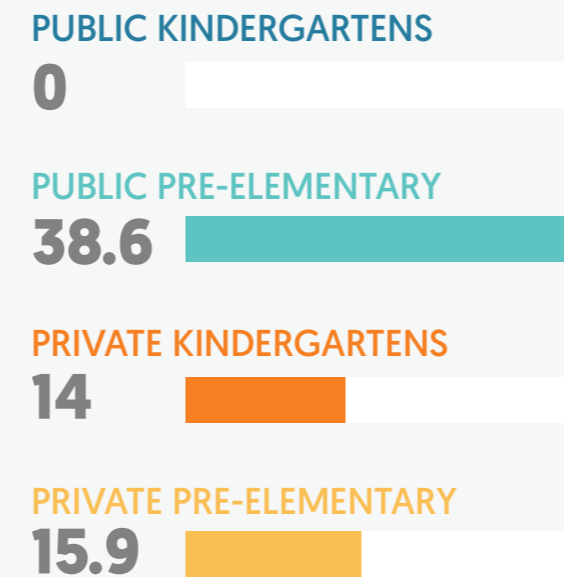 PUBLIC KINDERGARTENS
0
PUBLIC PRE-ELEMENTARY
38.6
PRIVATE KINDERGARTENS
14
PRIVATE PRE-ELEMENTARY
15.9